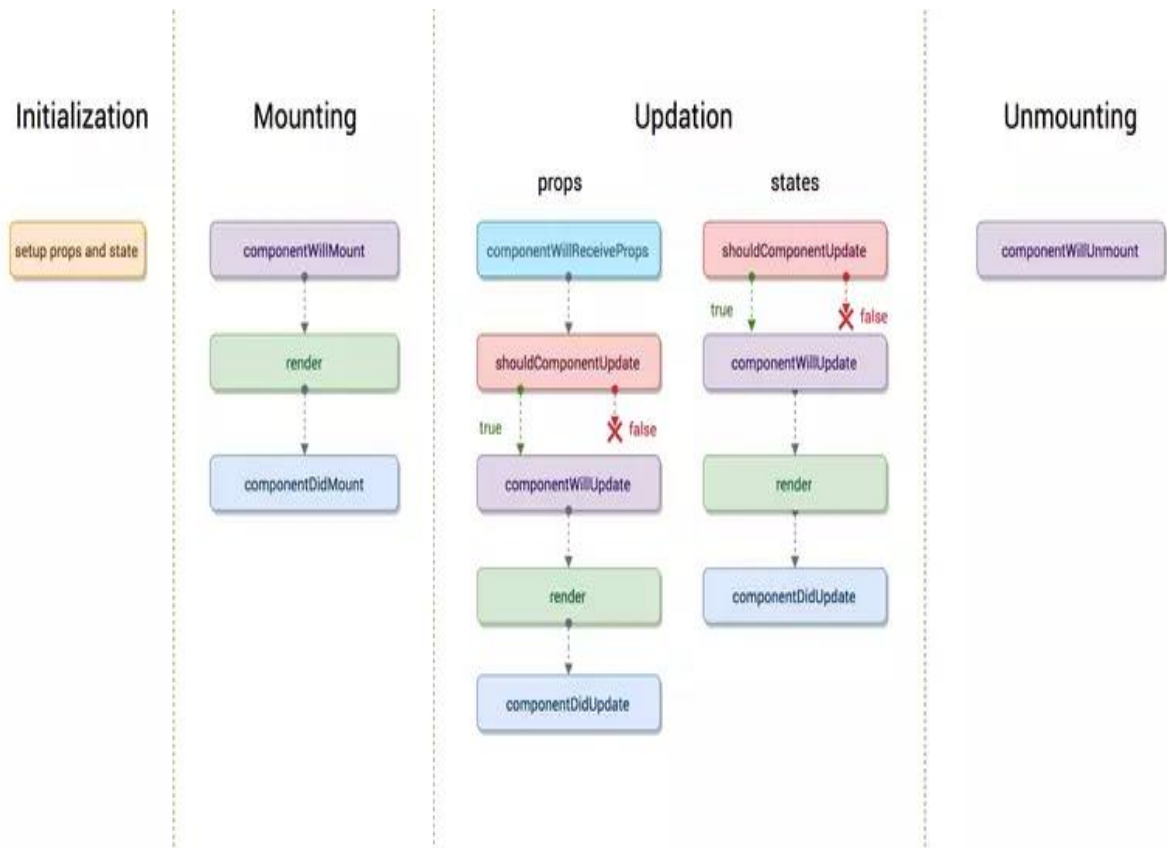 Initialization
Mounting
Updation
Unmounting
props
states
setup props and state
componentWillMount
render
componentDidMount
componentWillReceiveProps
shouldComponentUpdate
true
false
componentWillUpdate
render
componentDidUpdate
shouldComponentUpdate
true
false
componentWillUpdate
render
componentDidUpdate
componentWillUnmount